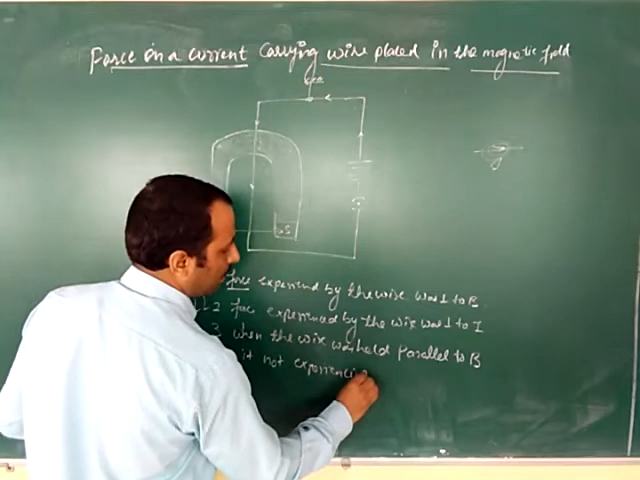 Force on a current carrying wire placed in the magnetic field
S
force experienced by the wire was ⊥ to B.
2 force experienced by the wire was ⊥ to I
3 when the wire was held parallel to B
it not experienci